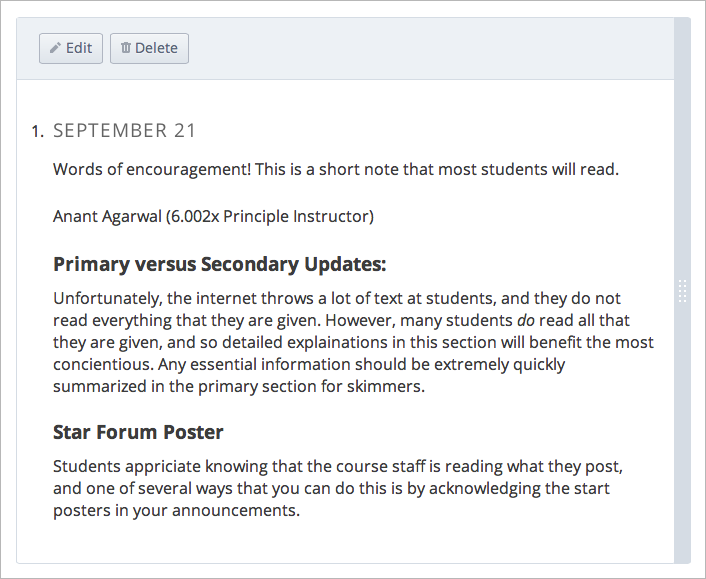 Edit Delete
1. SEPTEMBER 21
Words of encouragement! This is a short note that most students will read.
Anant Agarwal (6.002x Principle Instructor)
Primary versus Secondary Updates:
Unfortunately, the internet throws a lot of text at students, and they do not
read everything that they are given. However, many students do read all that
they are given, and so detailed explainations in this section will benefit the most
concientious. Any essential information should be extremely quickly
summarized in the primary section for skimmers.
Star Forum Poster
Students appriciate knowing that the course staff is reading what they post,
and one of several ways that you can do this is by acknowledging the start
posters in your announcements.